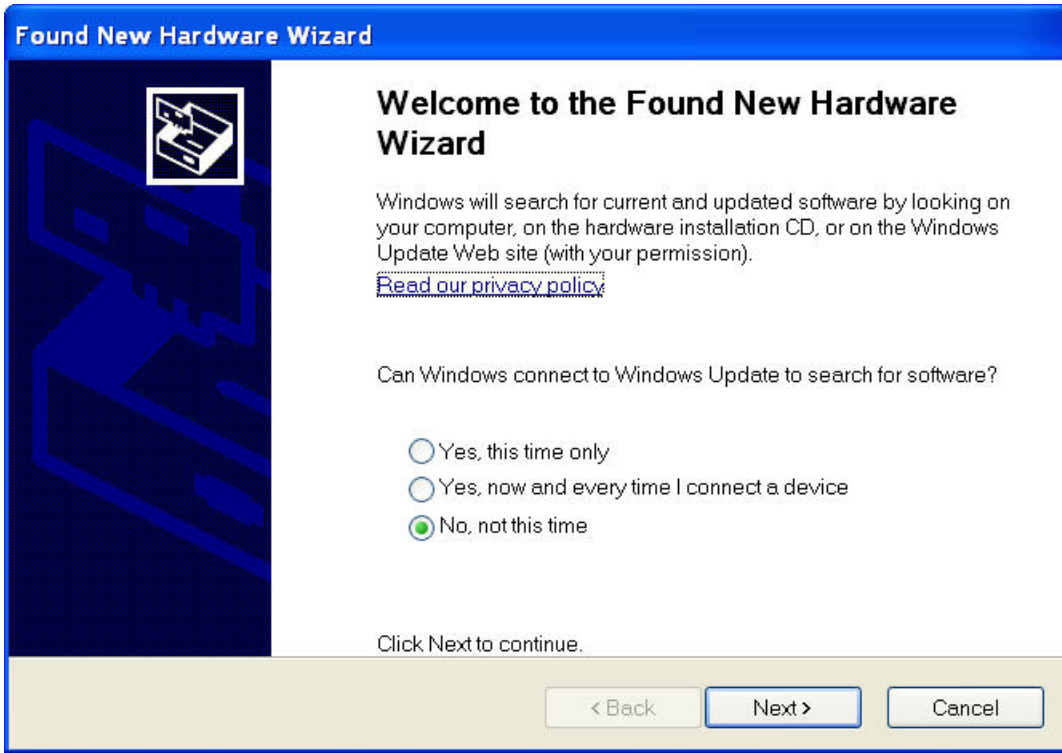 Found New Hardware Wizard
Welcome to the Found New Hardware
Wizard
Windows will search for current and updated software by looking on
your computer, on the hardware installation CD, or on the Windows
Update Web site (with your permission).
Read our privacy policy
Can Windows connect to Windows Update to search for software?
Yes, this time only
Yes, now and every time I connect a device
No, not this time
Click Next to continue.
< Back
Next >
Cancel